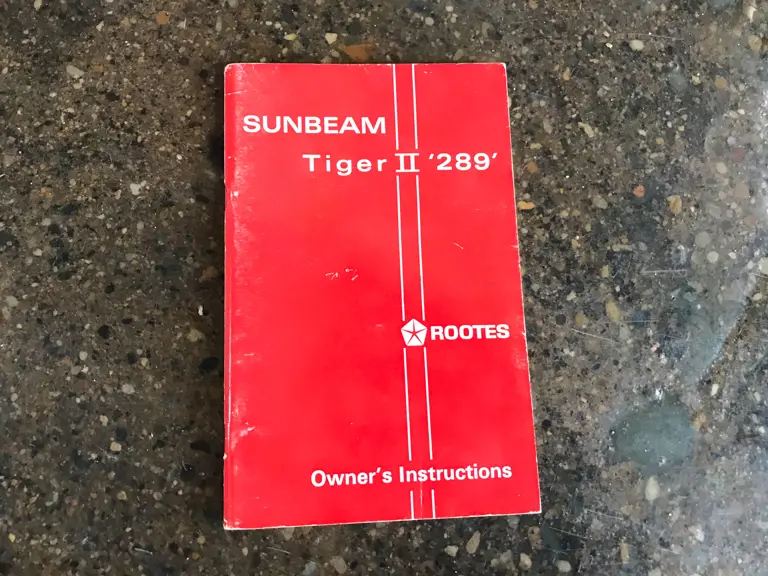 SUNBEAM
Tiger II '289'
ROOTES
Owner's Instructions